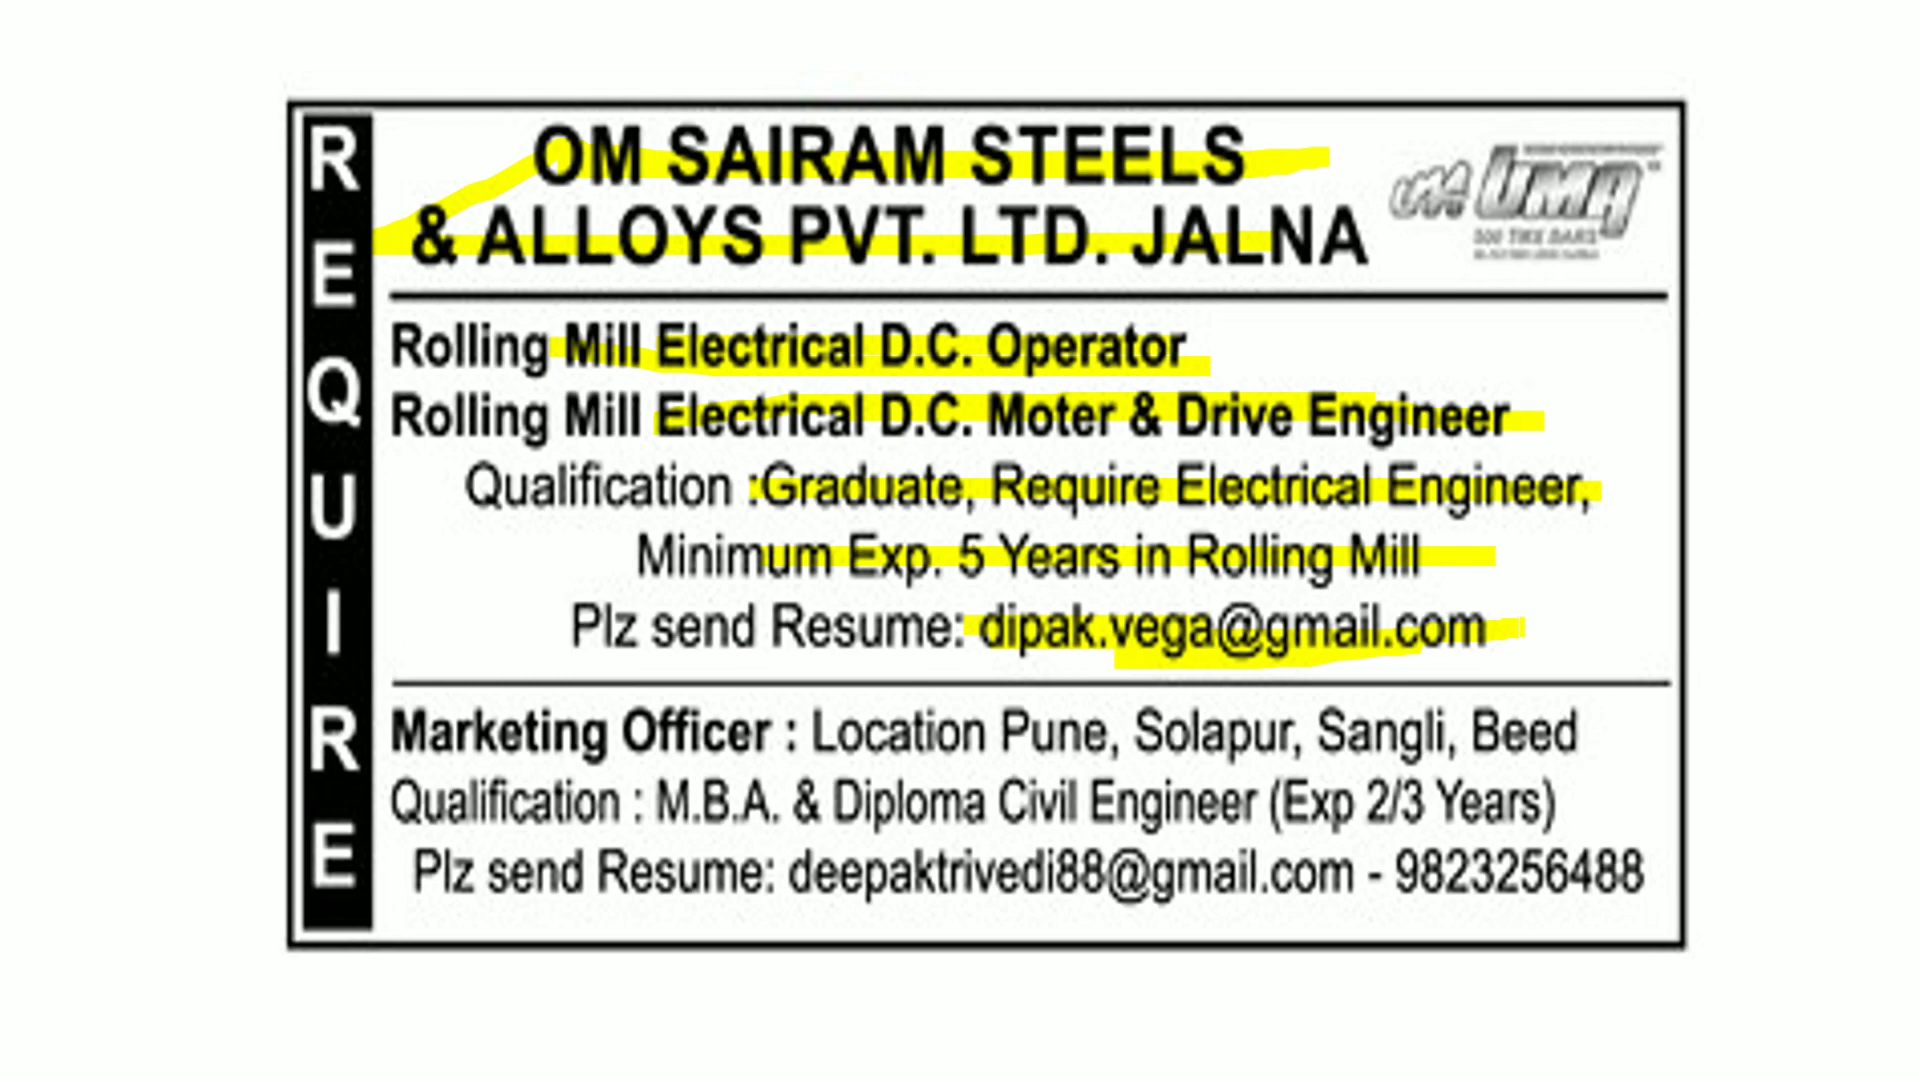 REQUIRE
OM SAIRAM STEELS
& ALLOYS PVT. LTD. JALNA
Rolling Mill Electrical D.C. Operator
Rolling Mill Electrical D.C. Moter & Drive Engineer
Qualification :Graduate, Require Electrical Engineer,
Minimum Exp. 5 Years in Rolling Mill
Plz send Resume: dipak.vega@gmail.com
Marketing Officer : Location Pune, Solapur, Sangli, Beed
Qualification : M.B.A. & Diploma Civil Engineer (Exp 2/3 Years)
Plz send Resume: deepaktrivedi88@gmail.com - 9823256488